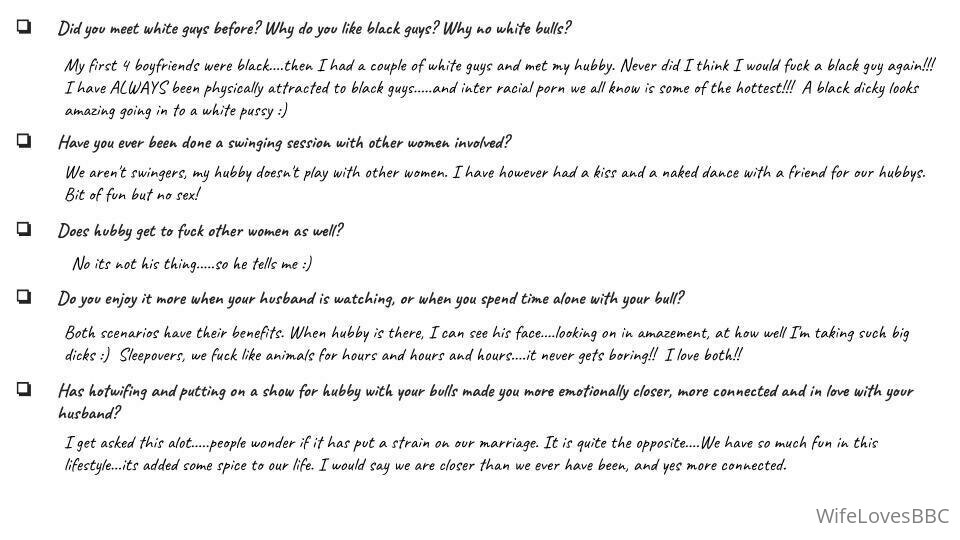 Did you meet white guys before? Why do you like black guys? Why no white bulls?
My first 4 boyfriends were black....then I had a couple of white guys and met my hubby. Never did I think I would fuck a black guy again!!!
I have ALWAYS been physically attracted to black guys.....and inter racial porn we all know is some of the hottest!!! A black dicky looks
amazing going in to a white pussy :)
Have you ever been done a swinging session with other women involved?
We aren't swingers, my hubby doesn't play with other women. I have however had a kiss and a naked dance with a friend for our hubbys.
Bit of fun but no sex!
Does hubby get to fuck other women as well?
No its not his thing.....so he tells me :)
Do you enjoy it more when your husband is watching, or when you spend time alone with your bull?
Both scenarios have their benefits. When hubby is there, I can see his face....looking on in amazement, at how well I'm taking such big
dicks :) Sleepovers, we fuck like animals for hours and hours and hours....it never gets boring!! I love both!!
Has hotwifing and putting on a show for hubby with your bulls made you more emotionally closer, more connected and in love with your
husband?
I get asked this alot.....people wonder if it has put a strain on our marriage. It is quite the opposite....We have so much fun in this
lifestyle...its added some spice to our life. I would say we are closer than we ever have been, and yes more connected.
WifeLovesBBC